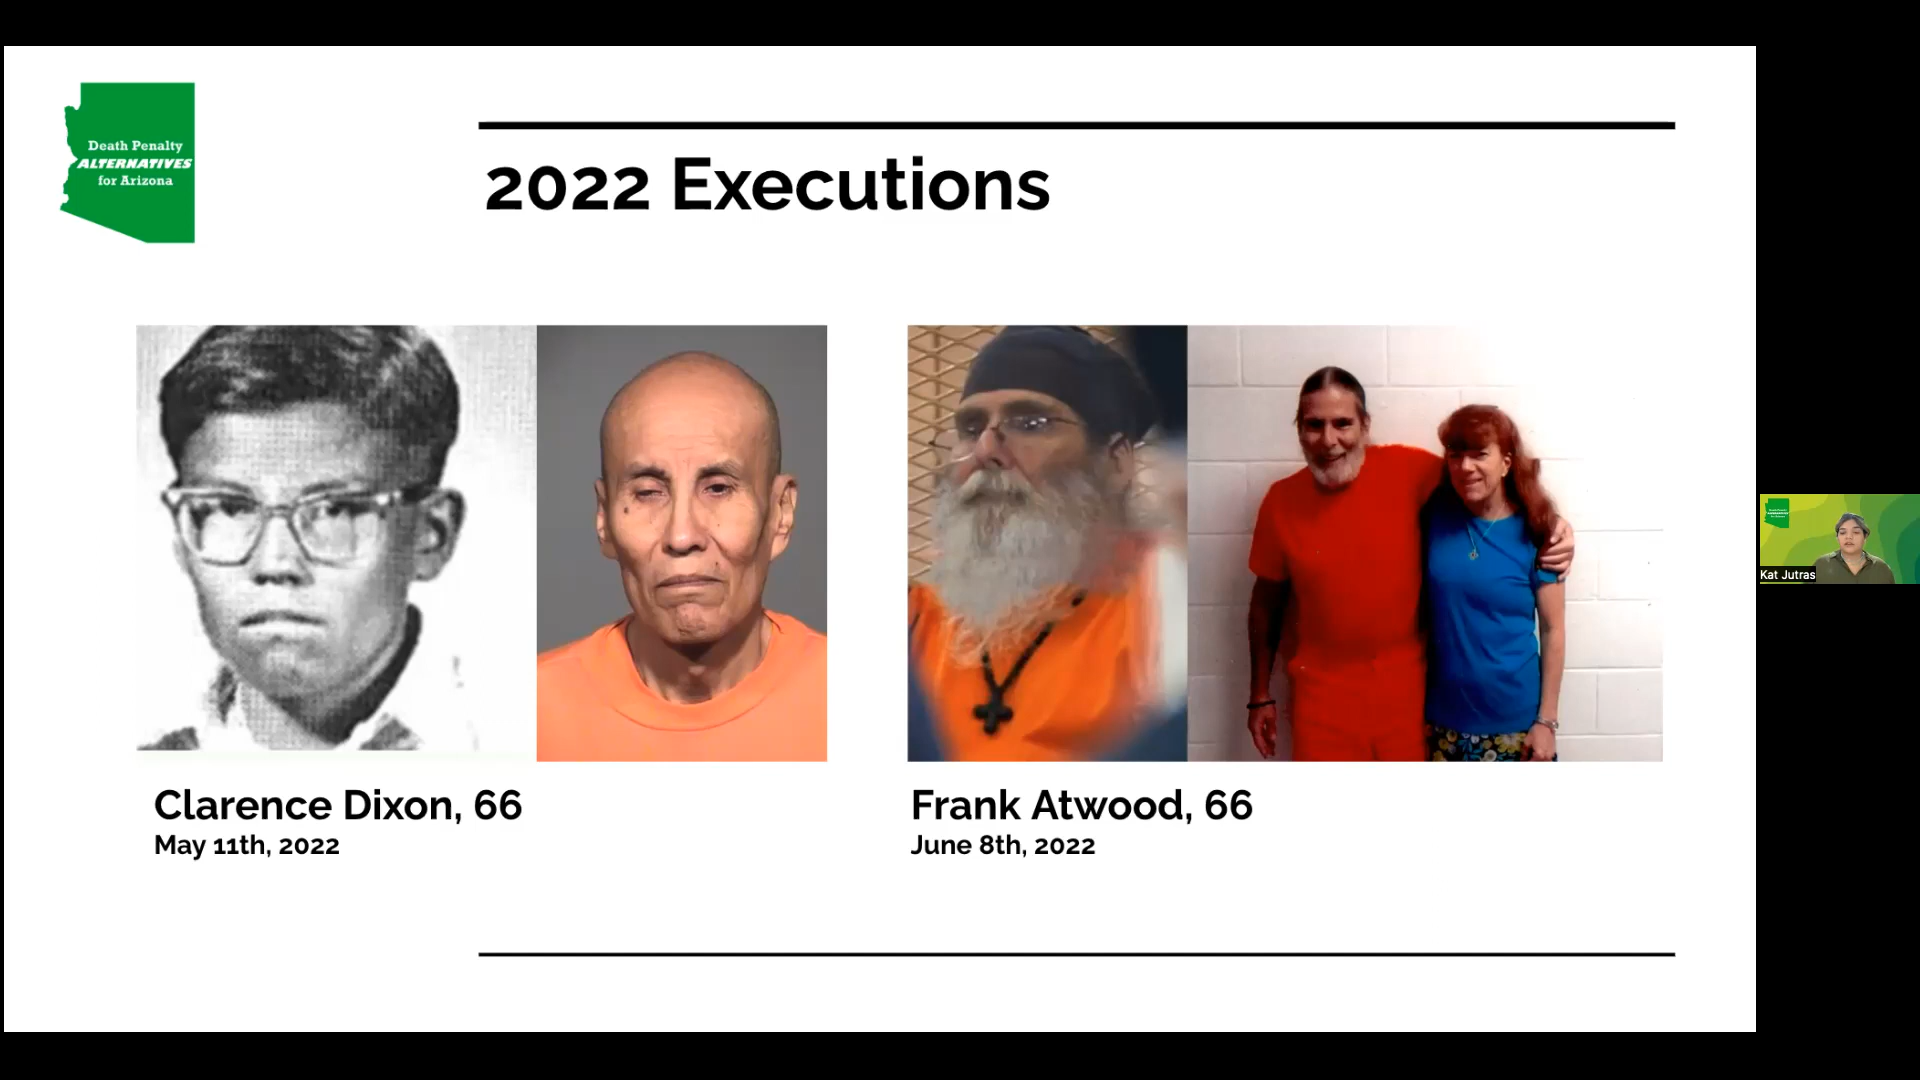 Death Penalty
ALTERNATIVES
for Arizona
2022 Executions
Clarence Dixon, 66
May 11th, 2022
Frank Atwood, 66
June 8th, 2022
Kat Jutras